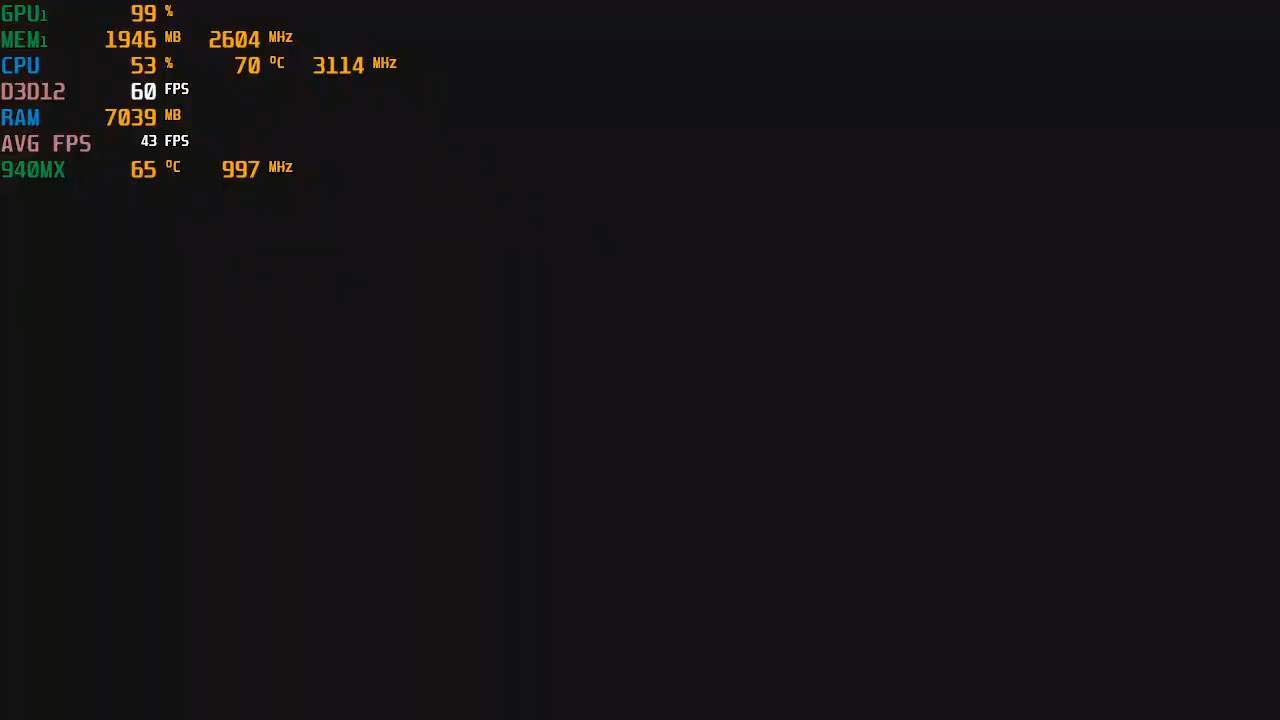 GPU1 99 %
MEM1 1946 MB 2604 MHz
CPU 53 % 70 °C 3114 MHz
D3D12 60 FPS
RAM 7039 MB
AVG FPS 43 FPS
940MX 65 °C 997 MHz